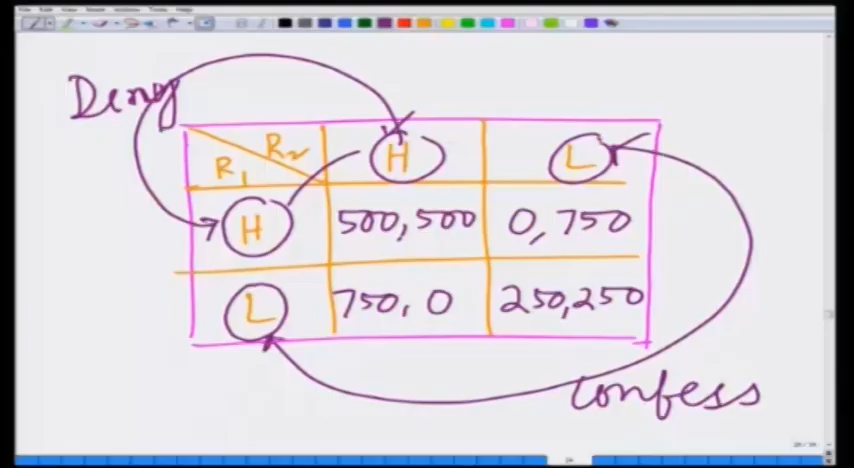 Deny
R2
R1
H
L
H
500, 500
0, 750
L
750, 0
250, 250
Confess